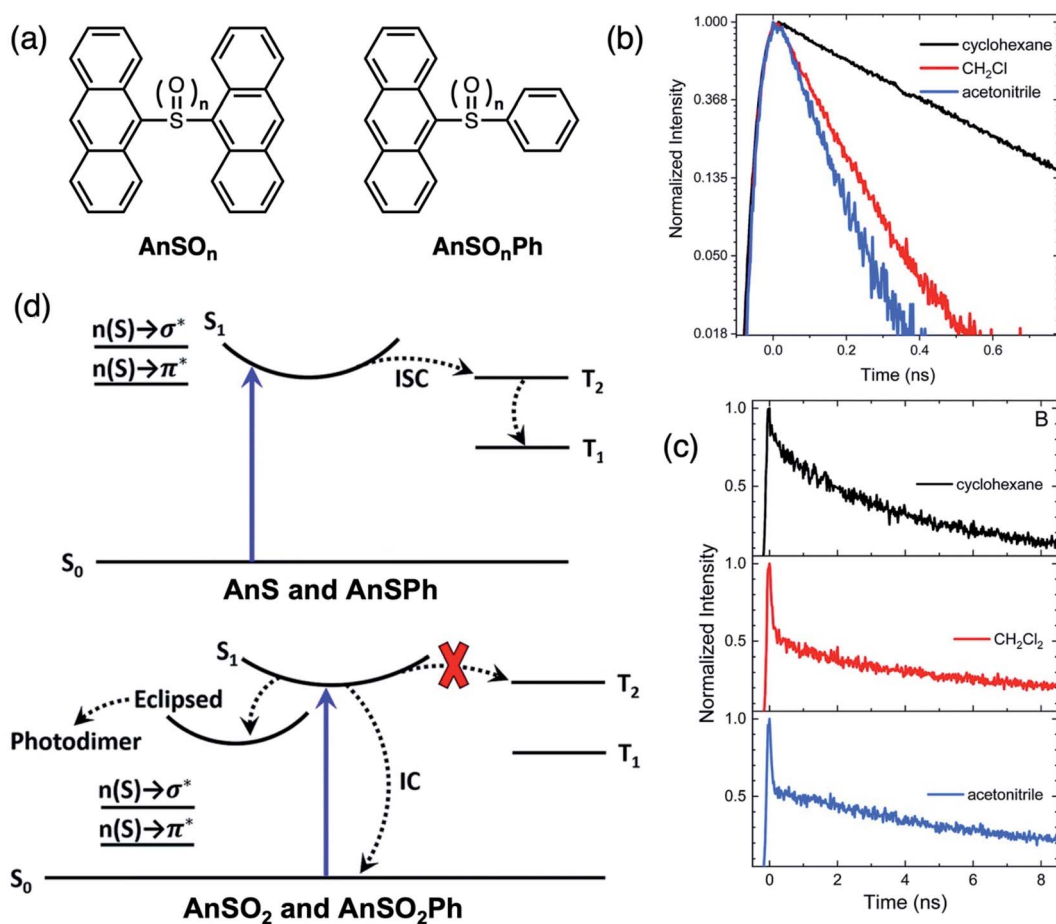 (a)
(O)n
S
AnSOn
(O)n
S
AnSOnPh
(b)
Normalized Intensity
1.000
0.368
0.135
0.050
0.018
cyclohexane
CH2Cl
acetonitrile
0.0 0.2 0.4 0.6
Time (ns)
(d)
n(S)→σ*
n(S)→π*
S1
ISC
T2
T1
S0
AnS and AnSPh
S1
T2
Eclipsed
Photodimer
T1
n(S)→σ*
n(S)→π*
IC
S0
AnSO2 and AnSO2Ph
(c)
Normalized Intensity
B
1.0
0.5
cyclohexane
1.0
0.5
CH2Cl2
1.0
0.5
acetonitrile
0 2 4 6 8
Time (ns)